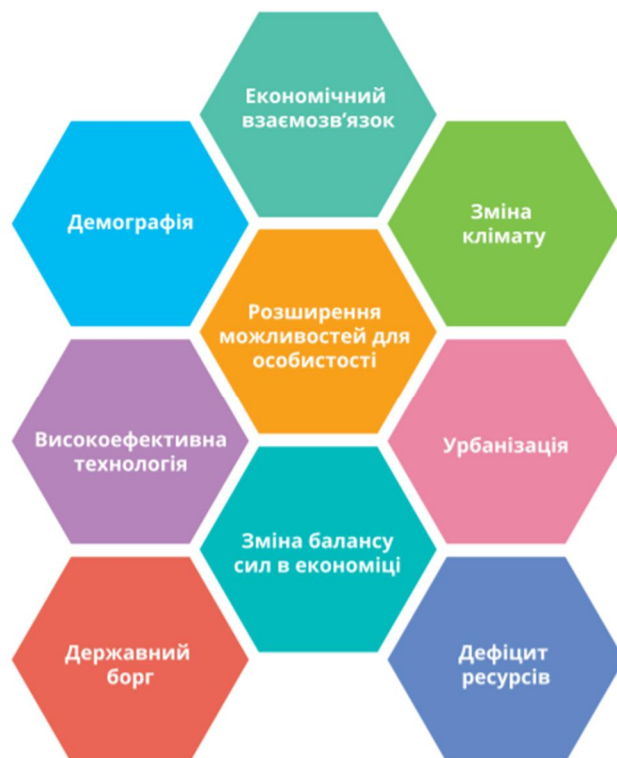 Економічний
взаємозв'язок
Демографія
Зміна
клімату
Розширення
можливостей для
особистості
Високоефективна
технологія
Урбанізація
Зміна балансу
сил в економіці
Державний
борг
Дефіцит
ресурсів